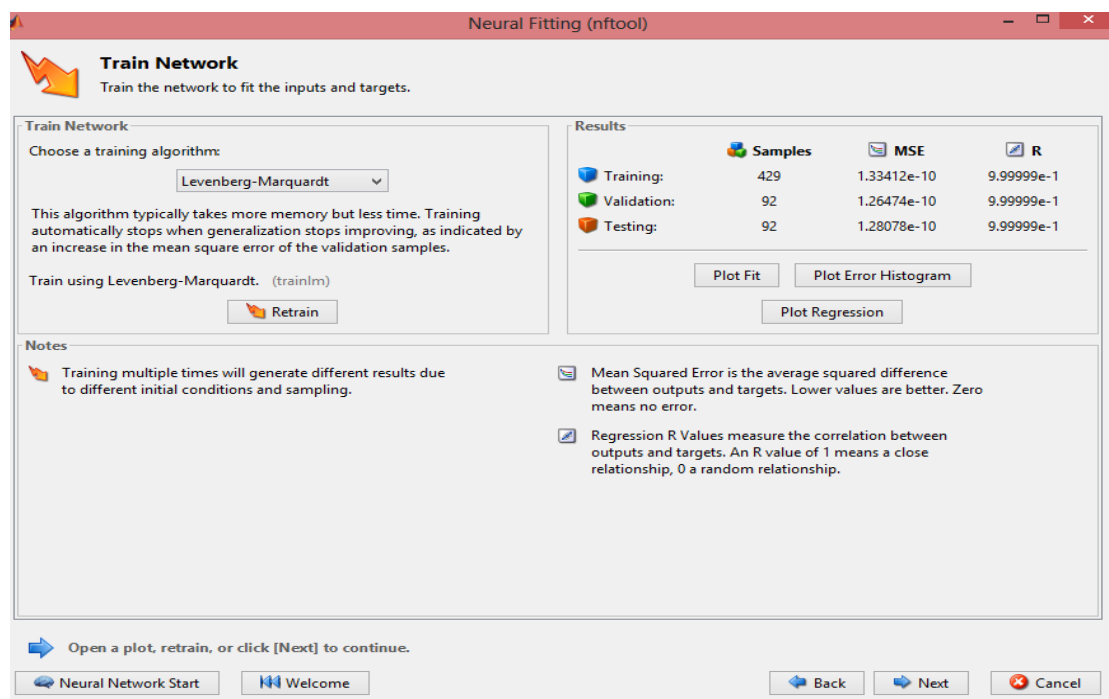 Neural Fitting (nftool)
Train Network
Train the network to fit the inputs and targets.
Train Network
Choose a training algorithm:
Levenberg-Marquardt
This algorithm typically takes more memory but less time. Training
automatically stops when generalization stops improving, as indicated by
an increase in the mean square error of the validation samples.
Train using Levenberg-Marquardt. (trainlm)
Retrain
Results
Samples MSE R
Training: 429 1.33412e-10 9.99999e-1
Validation: 92 1.26474e-10 9.99999e-1
Testing: 92 1.28078e-10 9.99999e-1
Plot Fit Plot Error Histogram
Plot Regression
Notes
Training multiple times will generate different results due
to different initial conditions and sampling.
Mean Squared Error is the average squared difference
between outputs and targets. Lower values are better. Zero
means no error.
Regression R Values measure the correlation between
outputs and targets. An R value of 1 means a close
relationship, 0 a random relationship.
Open a plot, retrain, or click [Next] to continue.
Neural Network Start Welcome Back Next Cancel